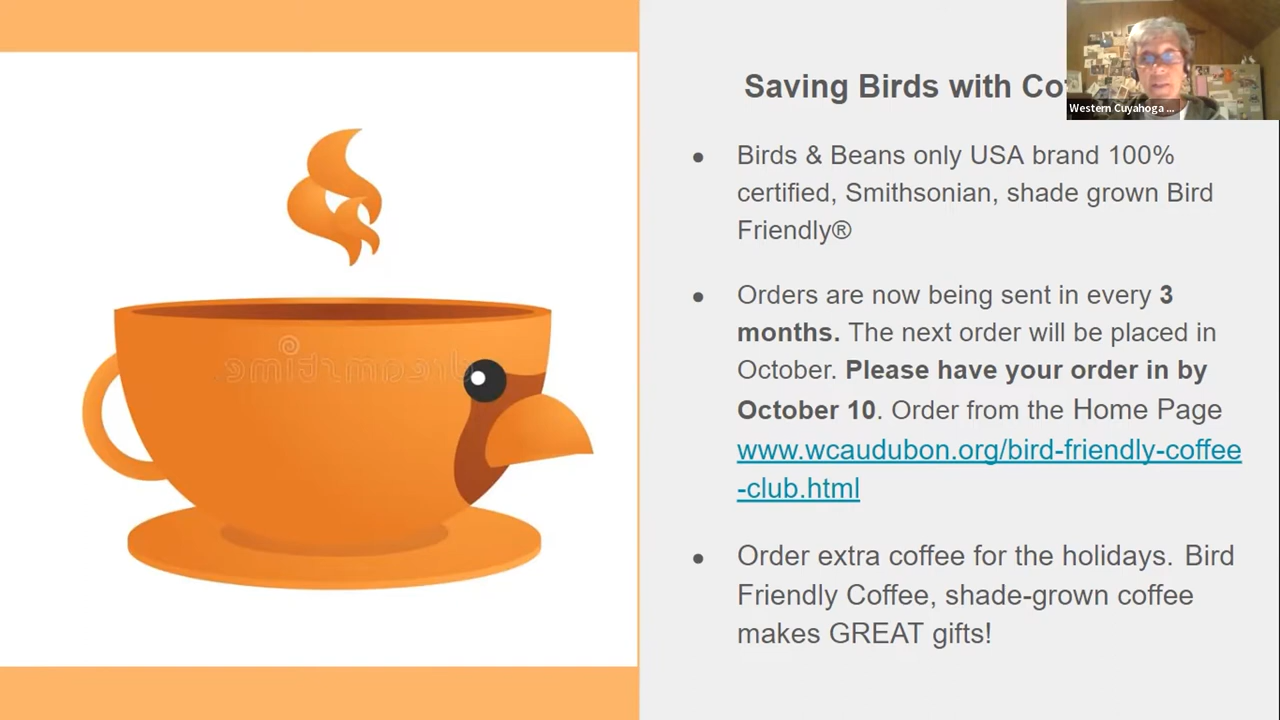 Saving Birds with Co
Western Cuyahoga ...
• Birds & Beans only USA brand 100%
certified, Smithsonian, shade grown Bird
Friendly®
• Orders are now being sent in every 3
months. The next order will be placed in
October. Please have your order in by
October 10. Order from the Home Page
www.wcaudubon.org/bird-friendly-coffee
-club.html
• Order extra coffee for the holidays. Bird
Friendly Coffee, shade-grown coffee
makes GREAT gifts!